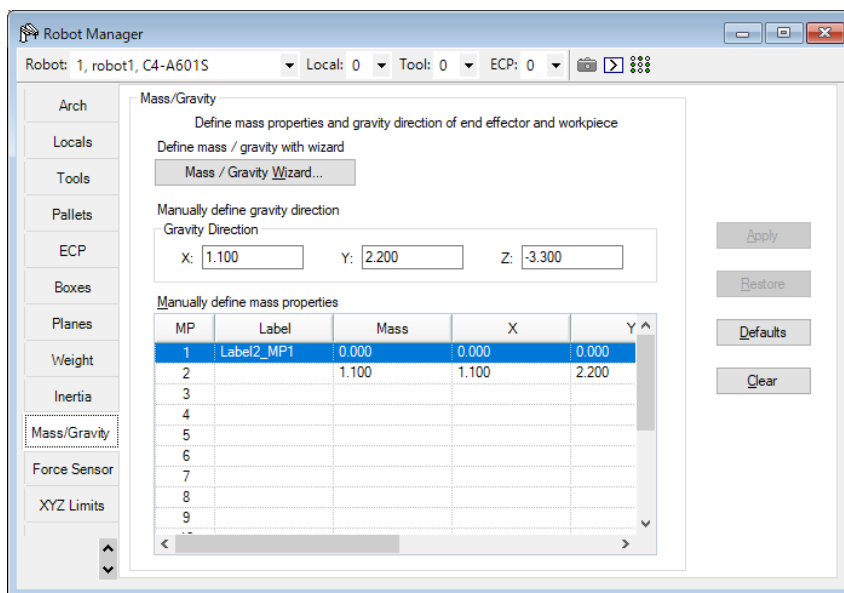 Robot Manager
Robot: 1, robot1, C4-A601S Local: 0 Tool: 0 ECP: 0
Arch
Locals
Tools
Pallets
ECP
Boxes
Planes
Weight
Inertia
Mass/Gravity
Force Sensor
XYZ Limits
Mass/Gravity
Define mass properties and gravity direction of end effector and workpiece
Define mass / gravity with wizard
Mass / Gravity Wizard...
Manually define gravity direction
Gravity Direction
X: 1.100 Y: 2.200 Z: -3.300
Manually define mass properties
MP Label Mass X Y
1 Label2_MP1 0.000 0.000 0.000
2 1.100 1.100 2.200
3
4
5
6
7
8
9
Apply
Restore
Defaults
Clear